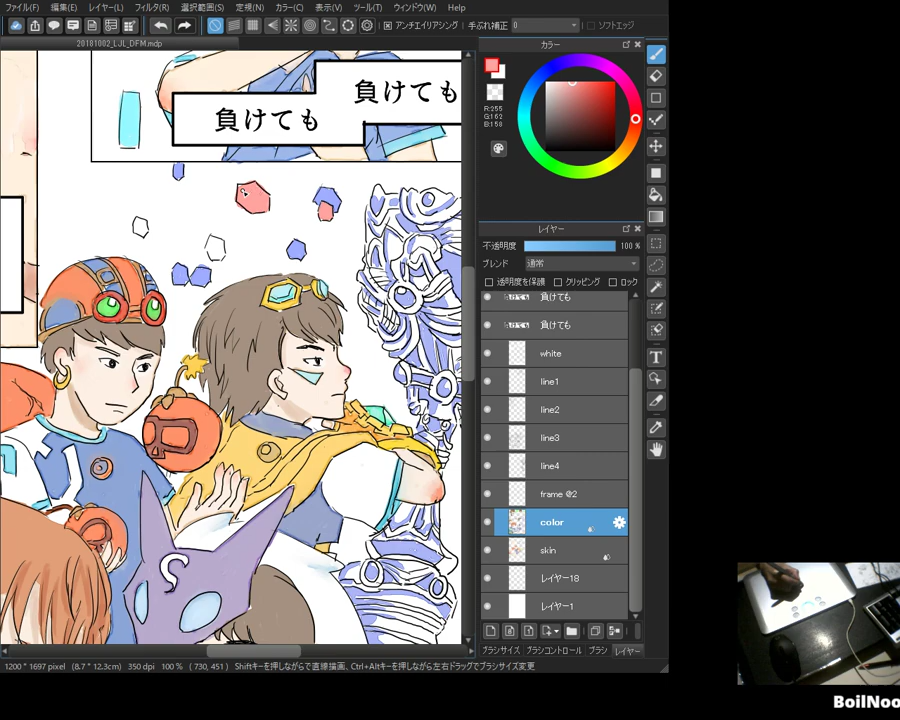 ファイル(F) 編集(E) レイヤー(L) フィルタ(R) 選択範囲(S) 定規(N) カラー(C) 表示(V) ツール(T) ウィンドウ(W) Help
アンチエイリアシング 手ぶれ補正 0 ソフトエッジ
20181002_LJL_DFM.mdp
負けても
負けても
カラー
R:255
G:162
B:158
レイヤー
不透明度 100 %
ブレンド 通常
透明度を保護 クリッピング ロック
負けても
負けても
white
line1
line2
line3
line4
frame @2
color
skin
レイヤー18
レイヤー1
ブラシサイズ ブラシコントロール ブラシ レイヤー
1200 * 1697 pixel (8.7 * 12.3cm) 350 dpi 100 % ( 730, 451 ) Shiftキーを押しながらで直線描画、Ctrl+Altキーを押しながら左右ドラッグでブラシサイズ変更
BoilNoo